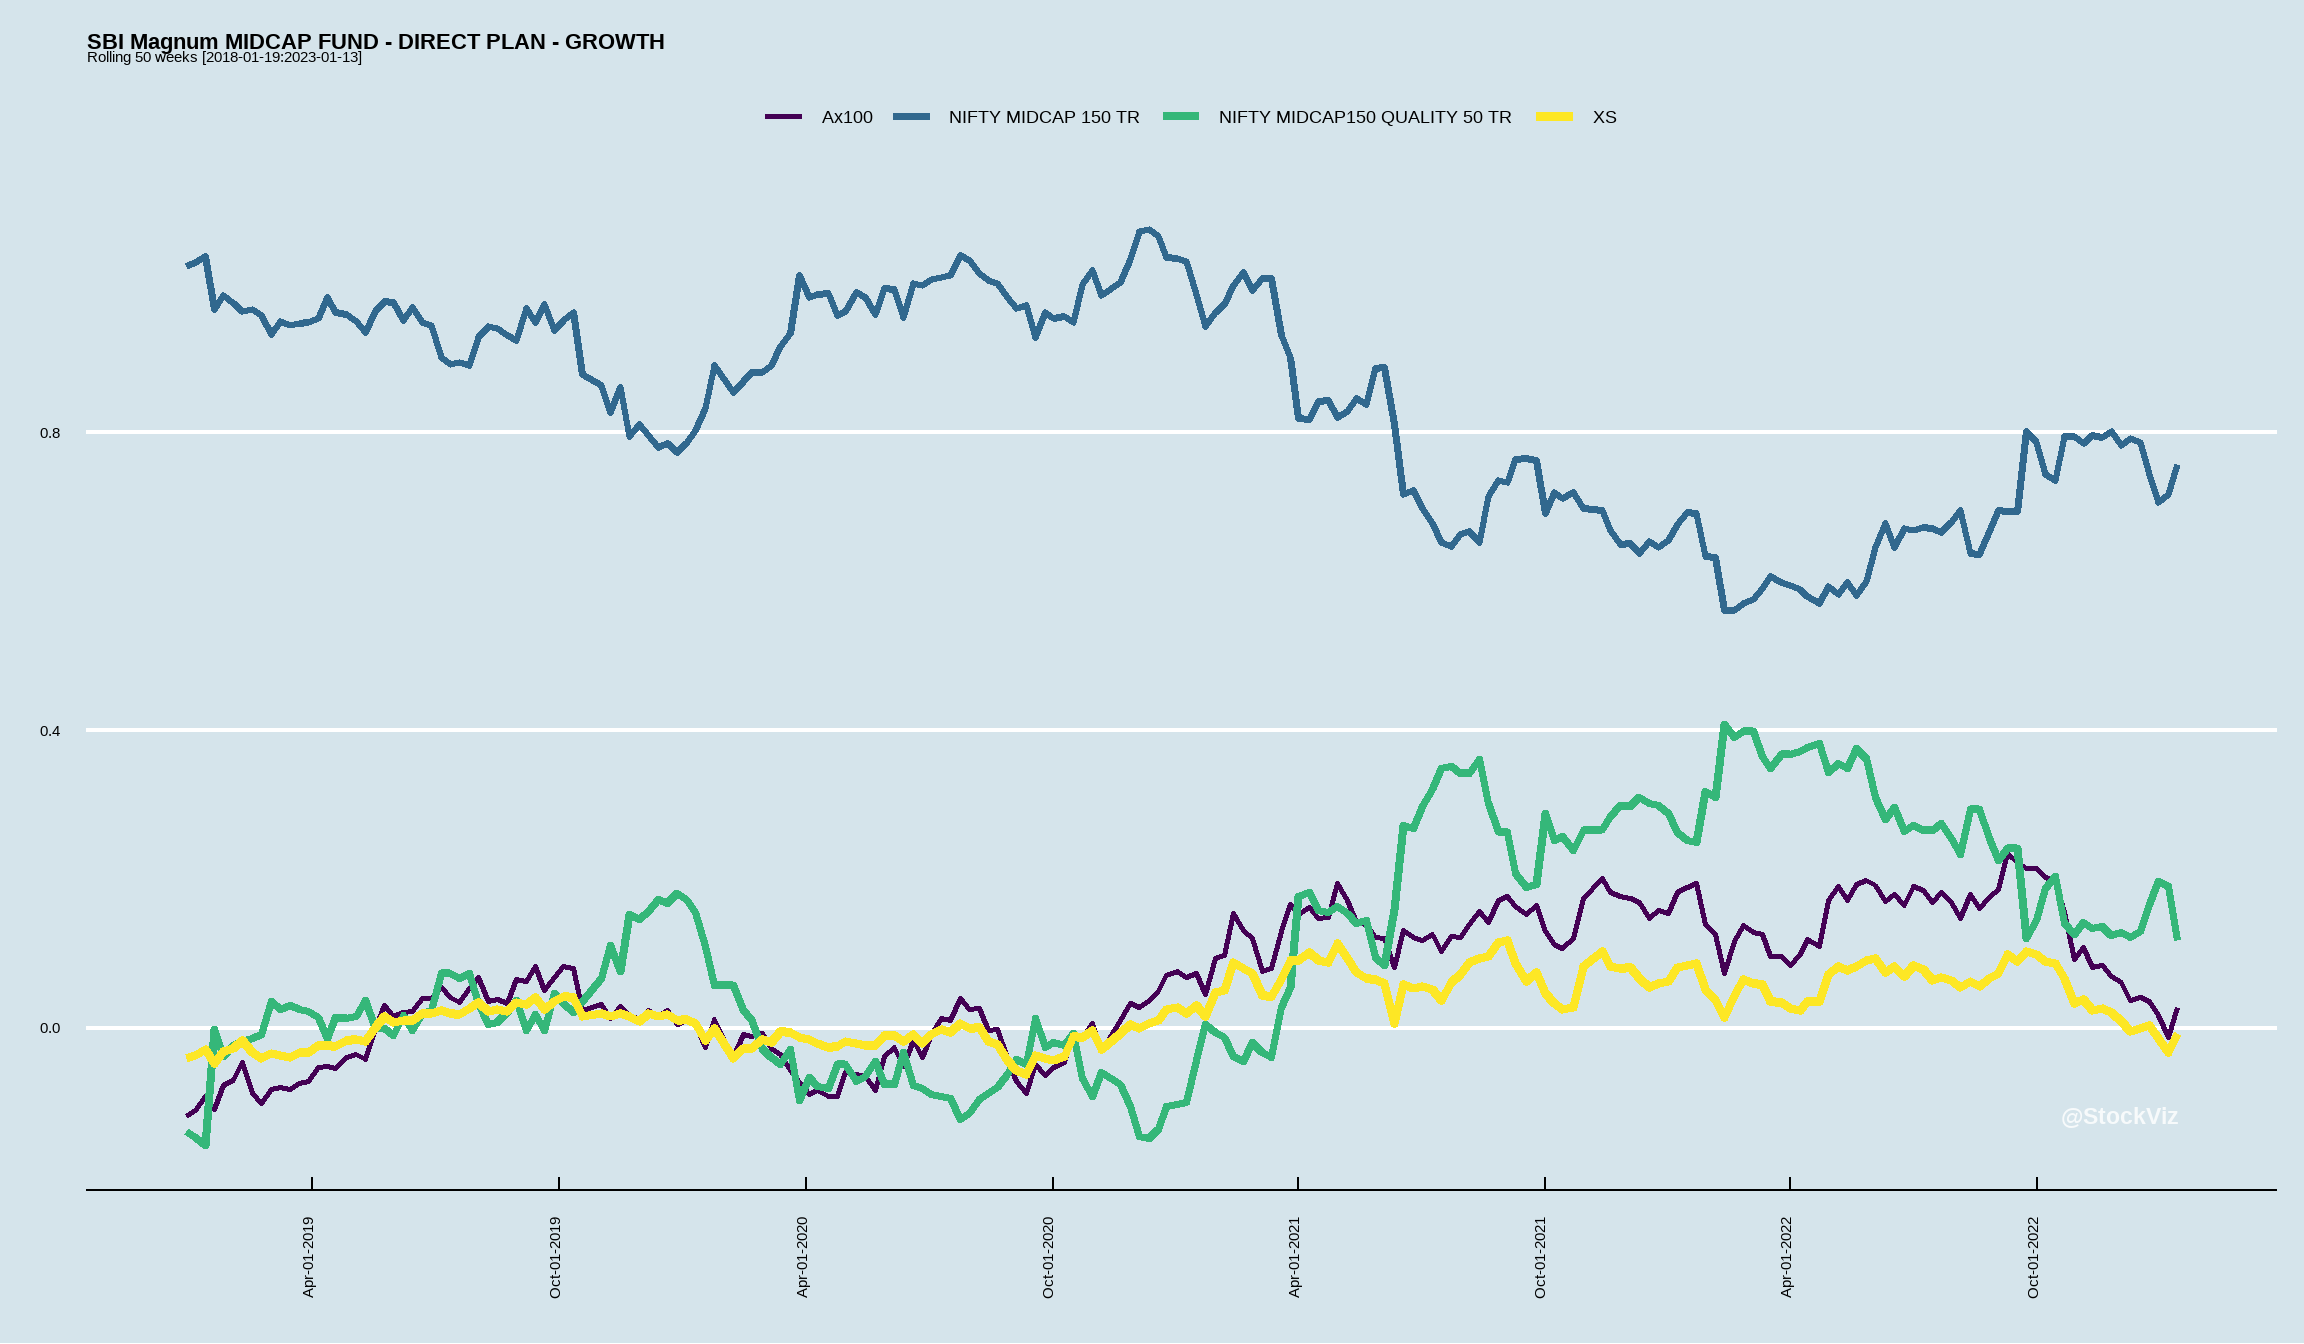 SBI Magnum MIDCAP FUND - DIRECT PLAN - GROWTH
Rolling 50 weeks [2018-01-19:2023-01-13]
Ax100 NIFTY MIDCAP 150 TR NIFTY MIDCAP150 QUALITY 50 TR XS
0.8
0.4
0.0
@StockViz
Apr-01-2019 Oct-01-2019 Apr-01-2020 Oct-01-2020 Apr-01-2021 Oct-01-2021 Apr-01-2022 Oct-01-2022